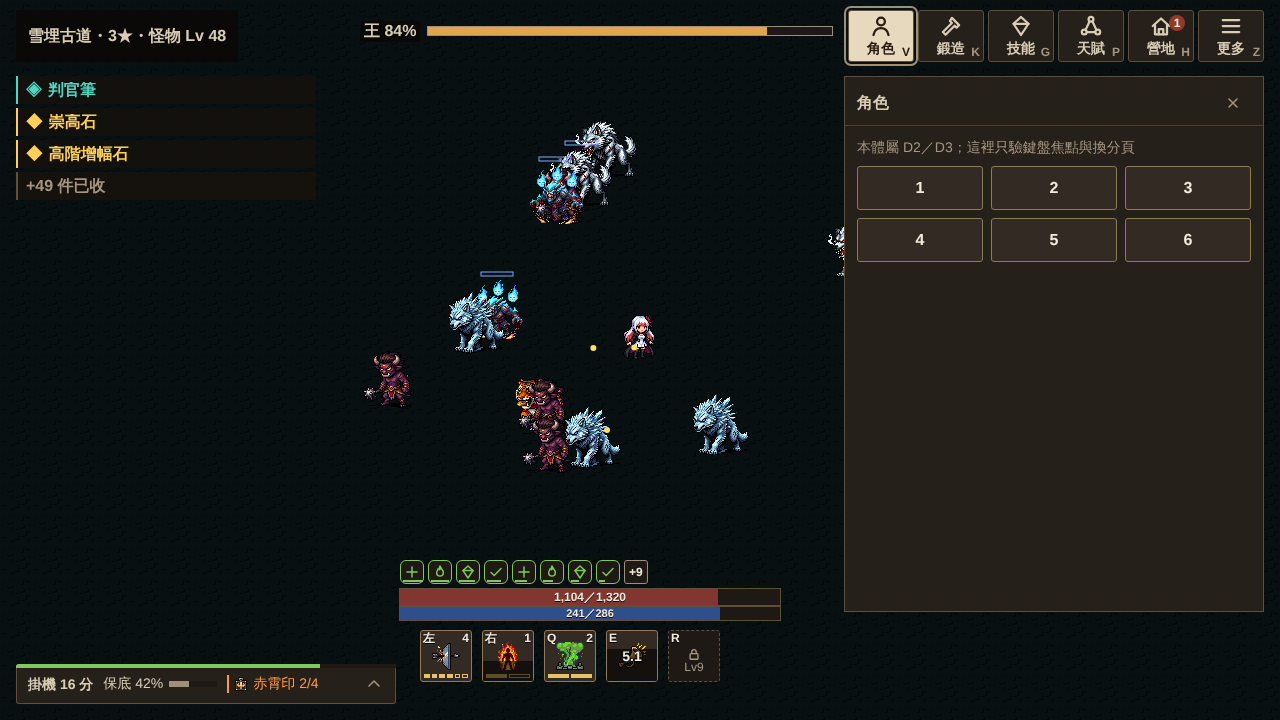 雪埋古道・3★・怪物 Lv 48
王 84%
角色 V
鍛造 K
技能 G
天賦 P
營地 H 1
更多 Z
◈ 判官筆
◆ 崇高石
◆ 高階增幅石
+49 件已收
角色 ×
本體屬 D2／D3；這裡只驗鍵盤焦點與換分頁
1 2 3
4 5 6
+9
1,104／1,320
241／286
左 4
右 1
Q 2
E 5.1
R Lv9
掛機 16 分 保底 42% 赤霄印 2/4